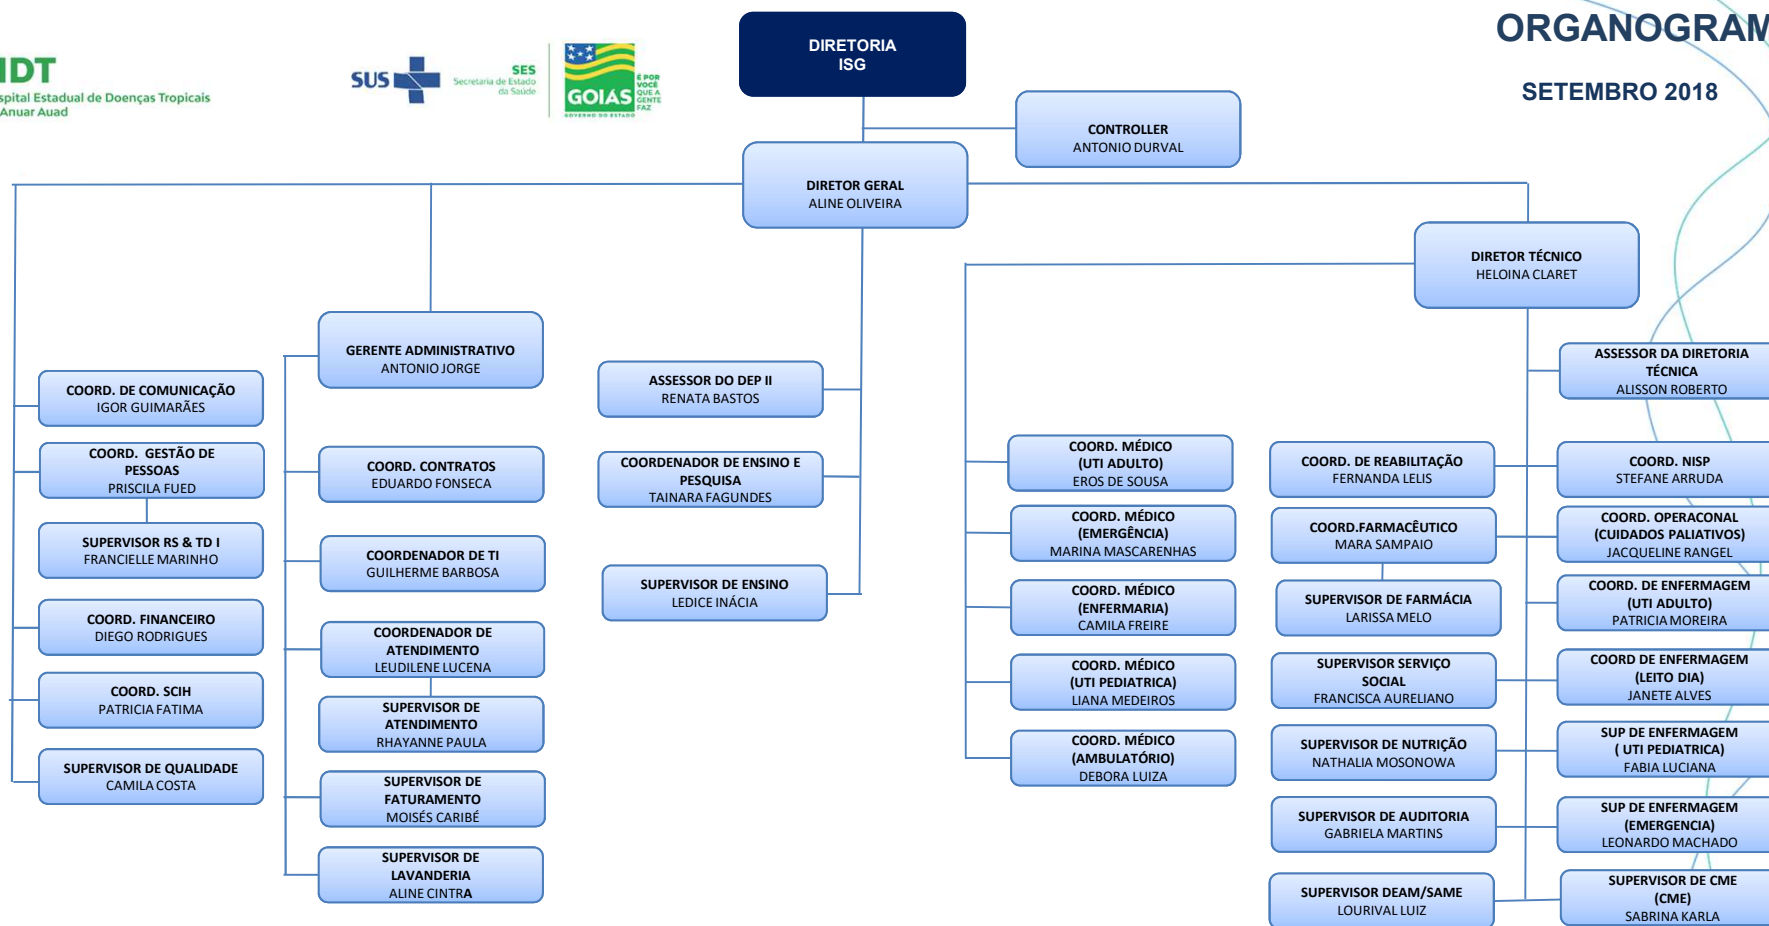 DIRETORIA
ISG
ORGANOGRAM
SETEMBRO 2018
IDT
spital Estadual de Doenças Tropicais
Anuar Auad
SUS
SES
Secretaria de Estado
da Saúde
GOIÁS
GOVERNO DO ESTADO
É POR
VOCÊ
QUE A
GENTE
FAZ
CONTROLLER
ANTONIO DURVAL
DIRETOR GERAL
ALINE OLIVEIRA
DIRETOR TÉCNICO
HELOINA CLARET
COORD. DE COMUNICAÇÃO
IGOR GUIMARÃES
COORD.  GESTÃO DE
PESSOAS
PRISCILA FUED
SUPERVISOR RS & TD I
FRANCIELLE MARINHO
COORD. FINANCEIRO
DIEGO RODRIGUES
COORD. SCIH
PATRICIA FATIMA
SUPERVISOR DE QUALIDADE
CAMILA COSTA
GERENTE ADMINISTRATIVO
ANTONIO JORGE
COORD. CONTRATOS
EDUARDO FONSECA
COORDENADOR DE TI
GUILHERME BARBOSA
COORDENADOR DE
ATENDIMENTO
LEUDILENE LUCENA
SUPERVISOR DE
ATENDIMENTO
RHAYANNE PAULA
SUPERVISOR DE
FATURAMENTO
MOISÉS CARIBÉ
SUPERVISOR DE
LAVANDERIA
ALINE CINTRA
ASSESSOR DO DEP II
RENATA BASTOS
COORDENADOR DE ENSINO E
PESQUISA
TAINARA FAGUNDES
SUPERVISOR DE ENSINO
LEDICE INÁCIA
COORD. MÉDICO
(UTI ADULTO)
EROS DE SOUSA
COORD. MÉDICO
(EMERGÊNCIA)
MARINA MASCARENHAS
COORD. MÉDICO
(ENFERMARIA)
CAMILA FREIRE
COORD. MÉDICO
(UTI PEDIATRICA)
LIANA MEDEIROS
COORD. MÉDICO
(AMBULATÓRIO)
DEBORA LUIZA
COORD. DE REABILITAÇÃO
FERNANDA LELIS
COORD.FARMACÊUTICO
MARA SAMPAIO
SUPERVISOR DE FARMÁCIA
LARISSA MELO
SUPERVISOR SERVIÇO
SOCIAL
FRANCISCA AURELIANO
SUPERVISOR DE NUTRIÇÃO
NATHALIA MOSONOWA
SUPERVISOR DE AUDITORIA
GABRIELA MARTINS
SUPERVISOR DEAM/SAME
LOURIVAL LUIZ
ASSESSOR DA DIRETORIA
TÉCNICA
ALISSON ROBERTO
COORD. NISP
STEFANE ARRUDA
COORD. OPERACONAL
(CUIDADOS PALIATIVOS)
JACQUELINE RANGEL
COORD. DE ENFERMAGEM
(UTI ADULTO)
PATRICIA MOREIRA
COORD DE ENFERMAGEM
(LEITO DIA)
JANETE ALVES
SUP DE ENFERMAGEM
( UTI PEDIATRICA)
FABIA LUCIANA
SUP DE ENFERMAGEM
(EMERGENCIA)
LEONARDO MACHADO
SUPERVISOR DE CME
(CME)
SABRINA KARLA